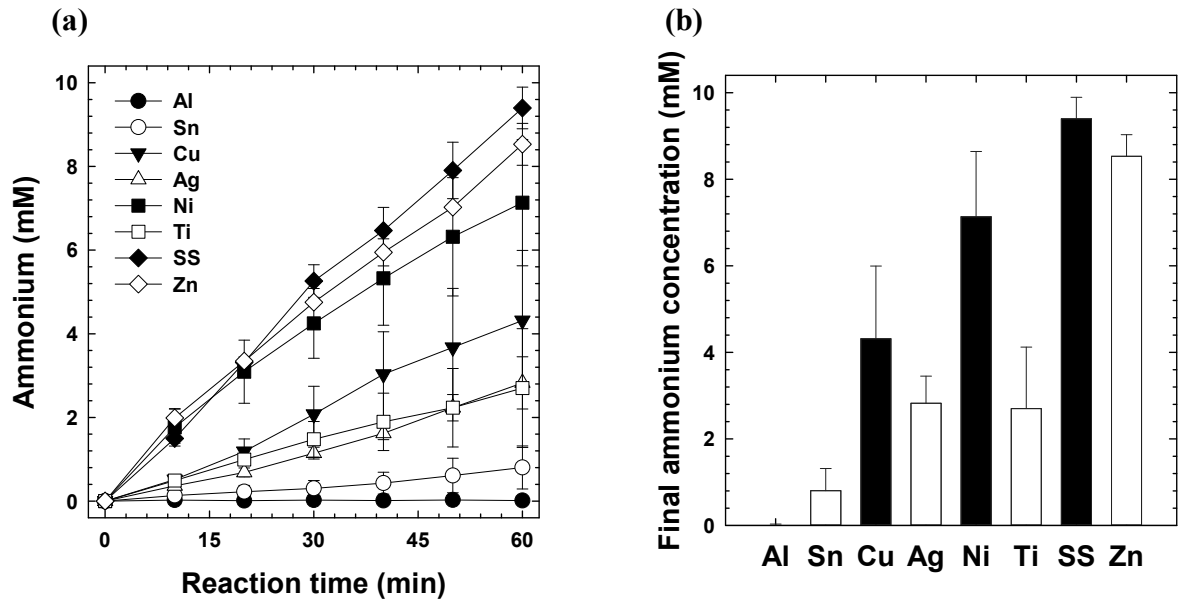 (a)
Ammonium (mM)
10
8
6
4
2
0
Al
Sn
Cu
Ag
Ni
Ti
SS
Zn
0 15 30 45 60
Reaction time (min)
(b)
Final ammonium concentration (mM)
10
8
6
4
2
0
Al Sn Cu Ag Ni Ti SS Zn